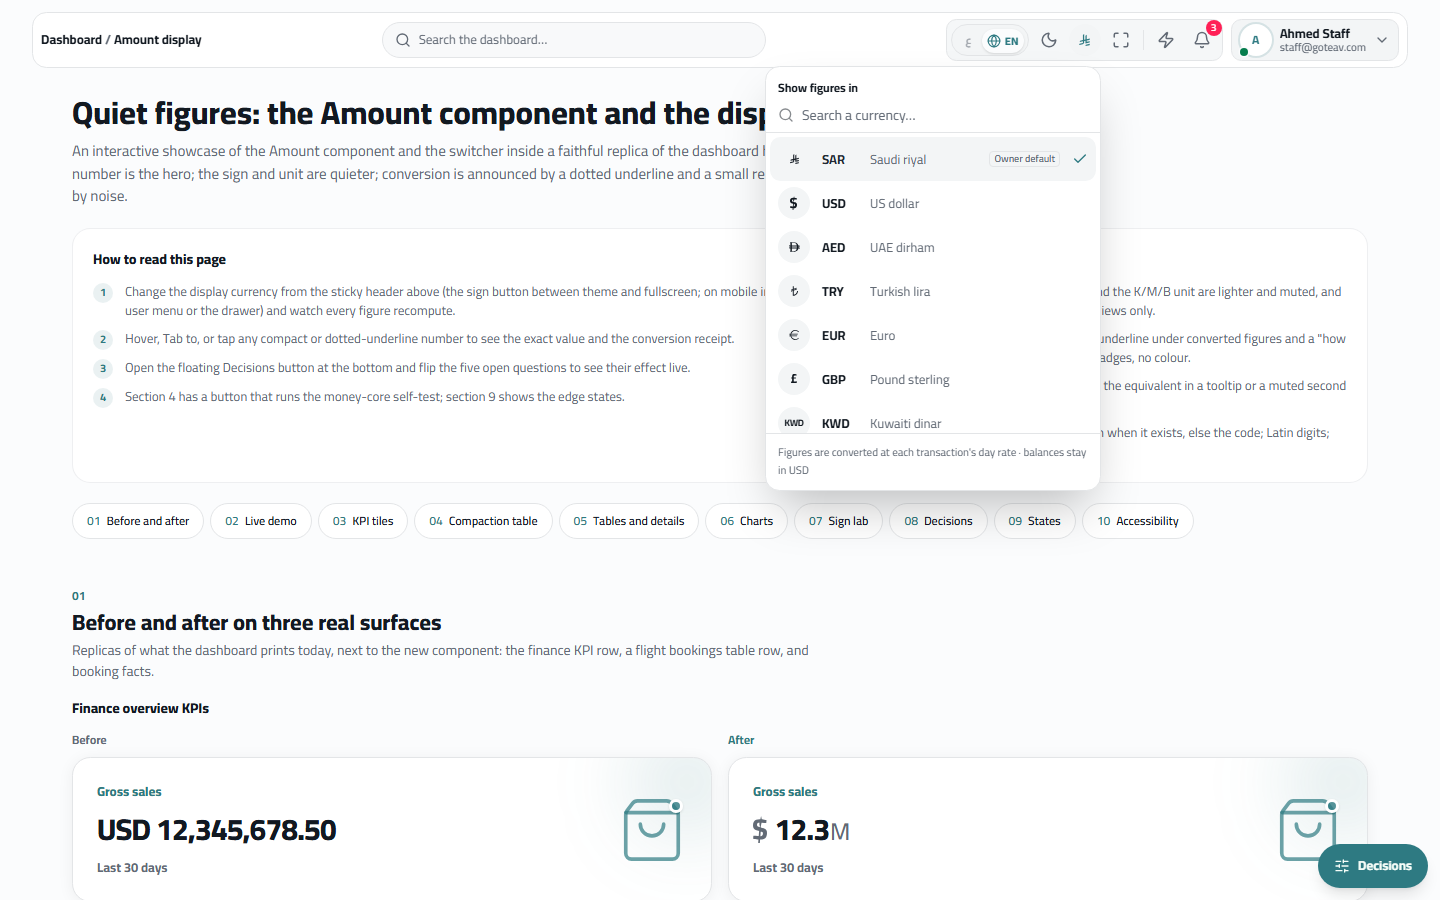 Dashboard / Amount display
Search the dashboard...
ع
EN
3
A
Ahmed Staff
staff@goteav.com
Quiet figures: the Amount component and the disp
An interactive showcase of the Amount component and the switcher inside a faithful replica of the dashboard
number is the hero; the sign and unit are quieter; conversion is announced by a dotted underline and a small
by noise.
Show figures in
Search a currency...
SAR Saudi riyal Owner default
$ USD US dollar
AED UAE dirham
₺ TRY Turkish lira
€ EUR Euro
£ GBP Pound sterling
KWD KWD Kuwaiti dinar
Figures are converted at each transaction's day rate · balances stay
in USD
How to read this page
1 Change the display currency from the sticky header above (the sign button between theme and fullscreen; on mobile
user menu or the drawer) and watch every figure recompute.
2 Hover, Tab to, or tap any compact or dotted-underline number to see the exact value and the conversion receipt.
3 Open the floating Decisions button at the bottom and flip the five open questions to see their effect live.
4 Section 4 has a button that runs the money-core self-test; section 9 shows the edge states.
the K/M/B unit are lighter and muted, and
iews only.
underline under converted figures and a "how
adges, no colour.
the equivalent in a tooltip or a muted second
when it exists, else the code; Latin digits;
01 Before and after
02 Live demo
03 KPI tiles
04 Compaction table
05 Tables and details
06 Charts
07 Sign lab
08 Decisions
09 States
10 Accessibility
01
Before and after on three real surfaces
Replicas of what the dashboard prints today, next to the new component: the finance KPI row, a flight bookings table row, and
booking facts.
Finance overview KPIs
Before
Gross sales
USD 12,345,678.50
Last 30 days
After
Gross sales
$ 12.3M
Last 30 days
Decisions